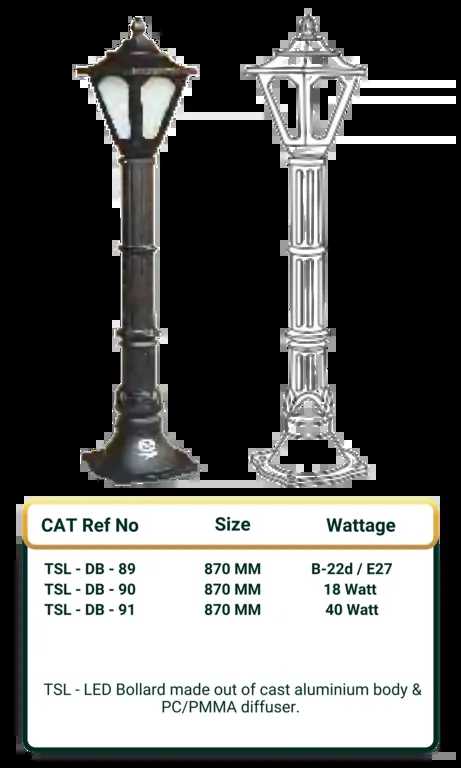 CAT Ref No Size Wattage
TSL - DB - 89 870 MM B-22d / E27
TSL - DB - 90 870 MM 18 Watt
TSL - DB - 91 870 MM 40 Watt
TSL - LED Bollard made out of cast aluminium body &
PC/PMMA diffuser.